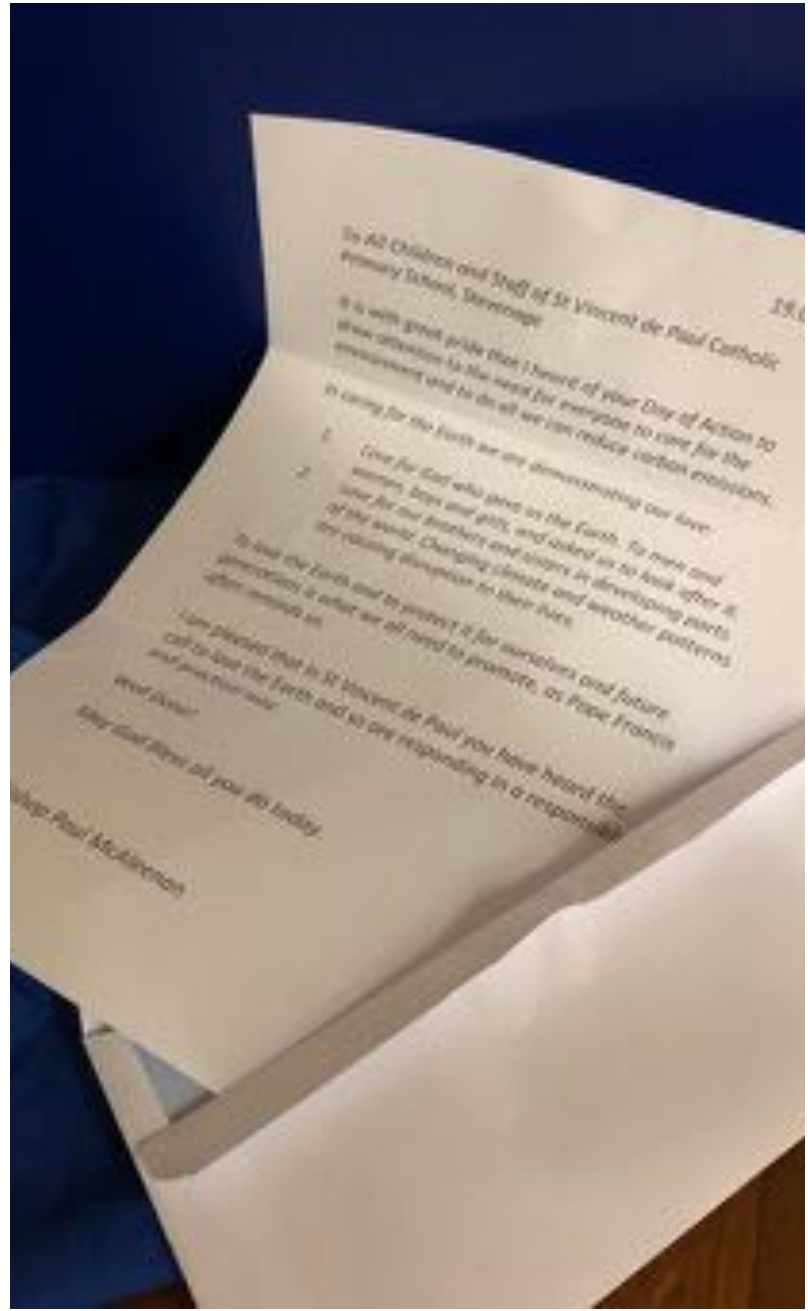 19.0
To All Children and Staff of St Vincent de Paul Catholic
Primary School, Stevenage
It is with great pride that I heard of your Day of Action to
draw attention to the need for everyone to care for the
environment and to do all we can reduce carbon emissions.
In caring for the Earth we are demonstrating our love
1. Love for God who gave us the Earth. To men and
women, boys and girls, and asked us to look after it.
2. Love for our brothers and sisters in developing parts
of the world. Changing climate and weather patterns
are causing disruption to their lives.
To love the Earth and to protect it for ourselves and future
generations is what we all need to promote, as Pope Francis
often reminds us.
I am pleased that in St Vincent de Paul you have heard the
call to love the Earth and so are responding in a responsible
and practical way.
Well Done!
May God bless all you do today.
shop Paul McAleenan